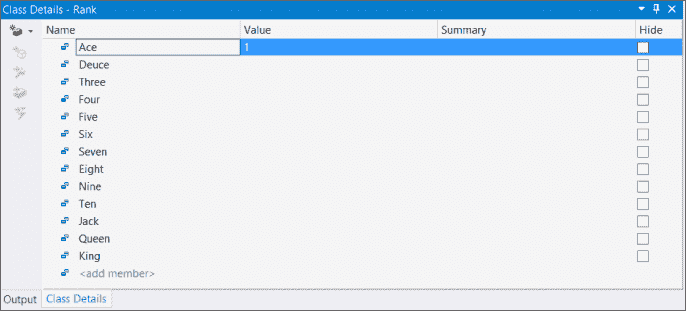 Class Details - Rank
Name Value Summary Hide
Ace 1
Deuce
Three
Four
Five
Six
Seven
Eight
Nine
Ten
Jack
Queen
King
<add member>
Output Class Details